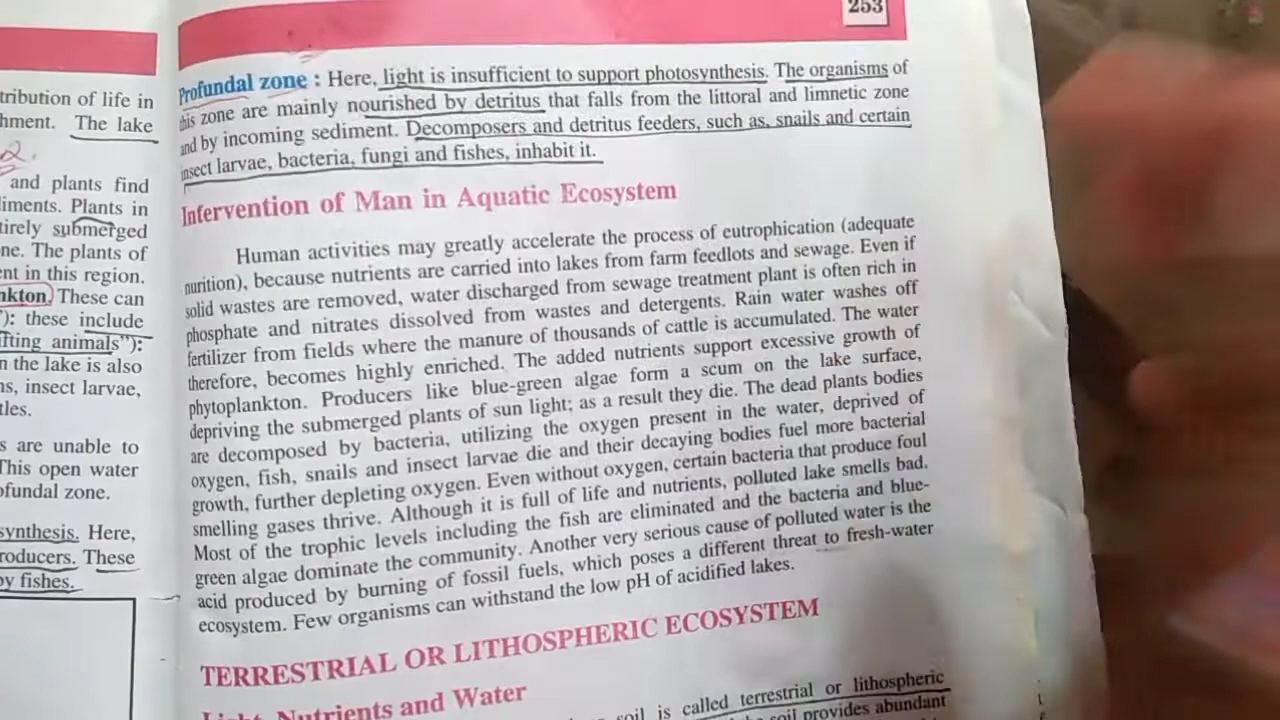 253
tribution of life in
hment. The lake
2.
and plants find
liments. Plants in
tirely submerged
ne. The plants of
ent in this region.
nkton. These can
"): these include
ifting animals"):
n the lake is also
ns, insect larvae,
tles.
s are unable to
This open water
ofundal zone.
synthesis. Here,
roducers. These
by fishes.
Profundal zone : Here, light is insufficient to support photosynthesis. The organisms of
this zone are mainly nourished by detritus that falls from the littoral and limnetic zone
and by incoming sediment. Decomposers and detritus feeders, such as, snails and certain
insect larvae, bacteria, fungi and fishes, inhabit it.
Intervention of Man in Aquatic Ecosystem
Human activities may greatly accelerate the process of eutrophication (adequate
nurition), because nutrients are carried into lakes from farm feedlots and sewage. Even if
solid wastes are removed, water discharged from sewage treatment plant is often rich in
phosphate and nitrates dissolved from wastes and detergents. Rain water washes off
fertilizer from fields where the manure of thousands of cattle is accumulated. The water
therefore, becomes highly enriched. The added nutrients support excessive growth of
phytoplankton. Producers like blue-green algae form a scum on the lake surface,
depriving the submerged plants of sun light; as a result they die. The dead plants bodies
are decomposed by bacteria, utilizing the oxygen present in the water, deprived of
oxygen, fish, snails and insect larvae die and their decaying bodies fuel more bacterial
growth, further depleting oxygen. Even without oxygen, certain bacteria that produce foul
smelling gases thrive. Although it is full of life and nutrients, polluted lake smells bad.
Most of the trophic levels including the fish are eliminated and the bacteria and blue-
green algae dominate the community. Another very serious cause of polluted water is the
acid produced by burning of fossil fuels, which poses a different threat to fresh-water
ecosystem. Few organisms can withstand the low pH of acidified lakes.
TERRESTRIAL OR LITHOSPHERIC ECOSYSTEM
Light, Nutrients and Water
soil is called terrestrial or lithospheric
soil provides abundant